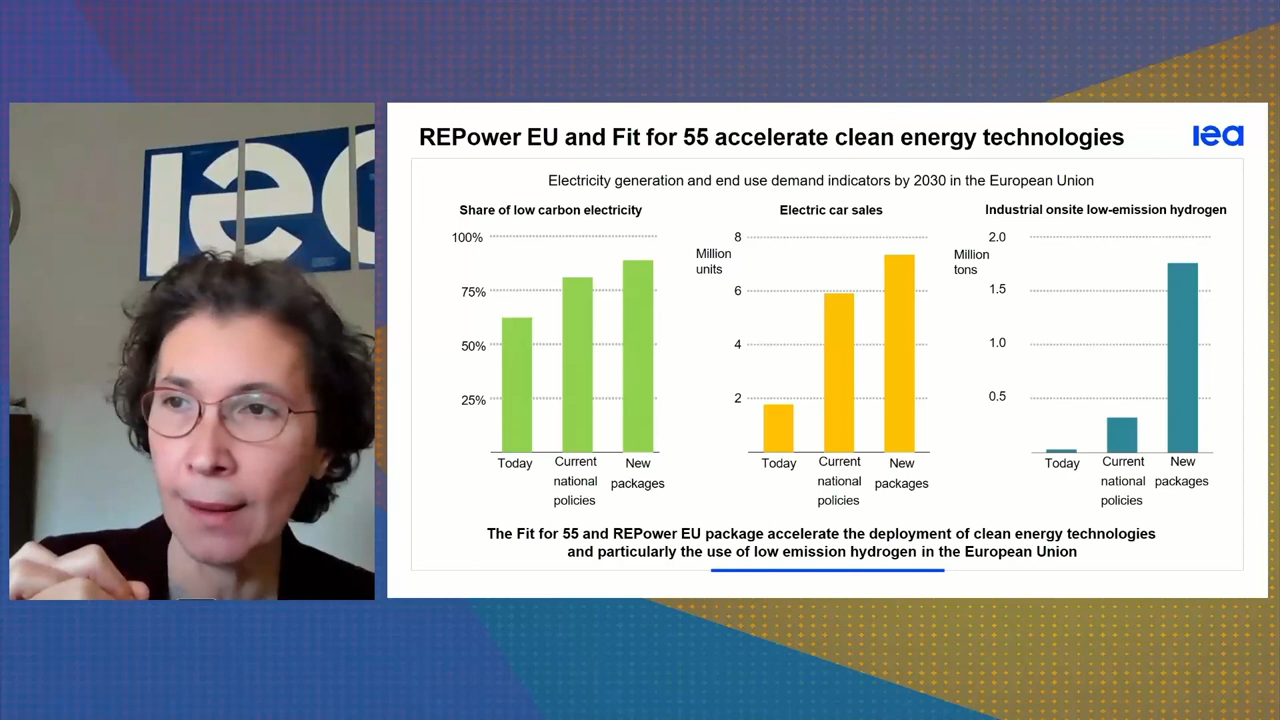 iea
REPower EU and Fit for 55 accelerate clean energy technologies
iea
Electricity generation and end use demand indicators by 2030 in the European Union
Share of low carbon electricity
100%
75%
50%
25%
Today
Current
national
policies
New
packages
Electric car sales
Million
units
8
6
4
2
Today
Current
national
policies
New
packages
Industrial onsite low-emission hydrogen
Million
tons
2.0
1.5
1.0
0.5
Today
Current
national
policies
New
packages
The Fit for 55 and REPower EU package accelerate the deployment of clean energy technologies
and particularly the use of low emission hydrogen in the European Union